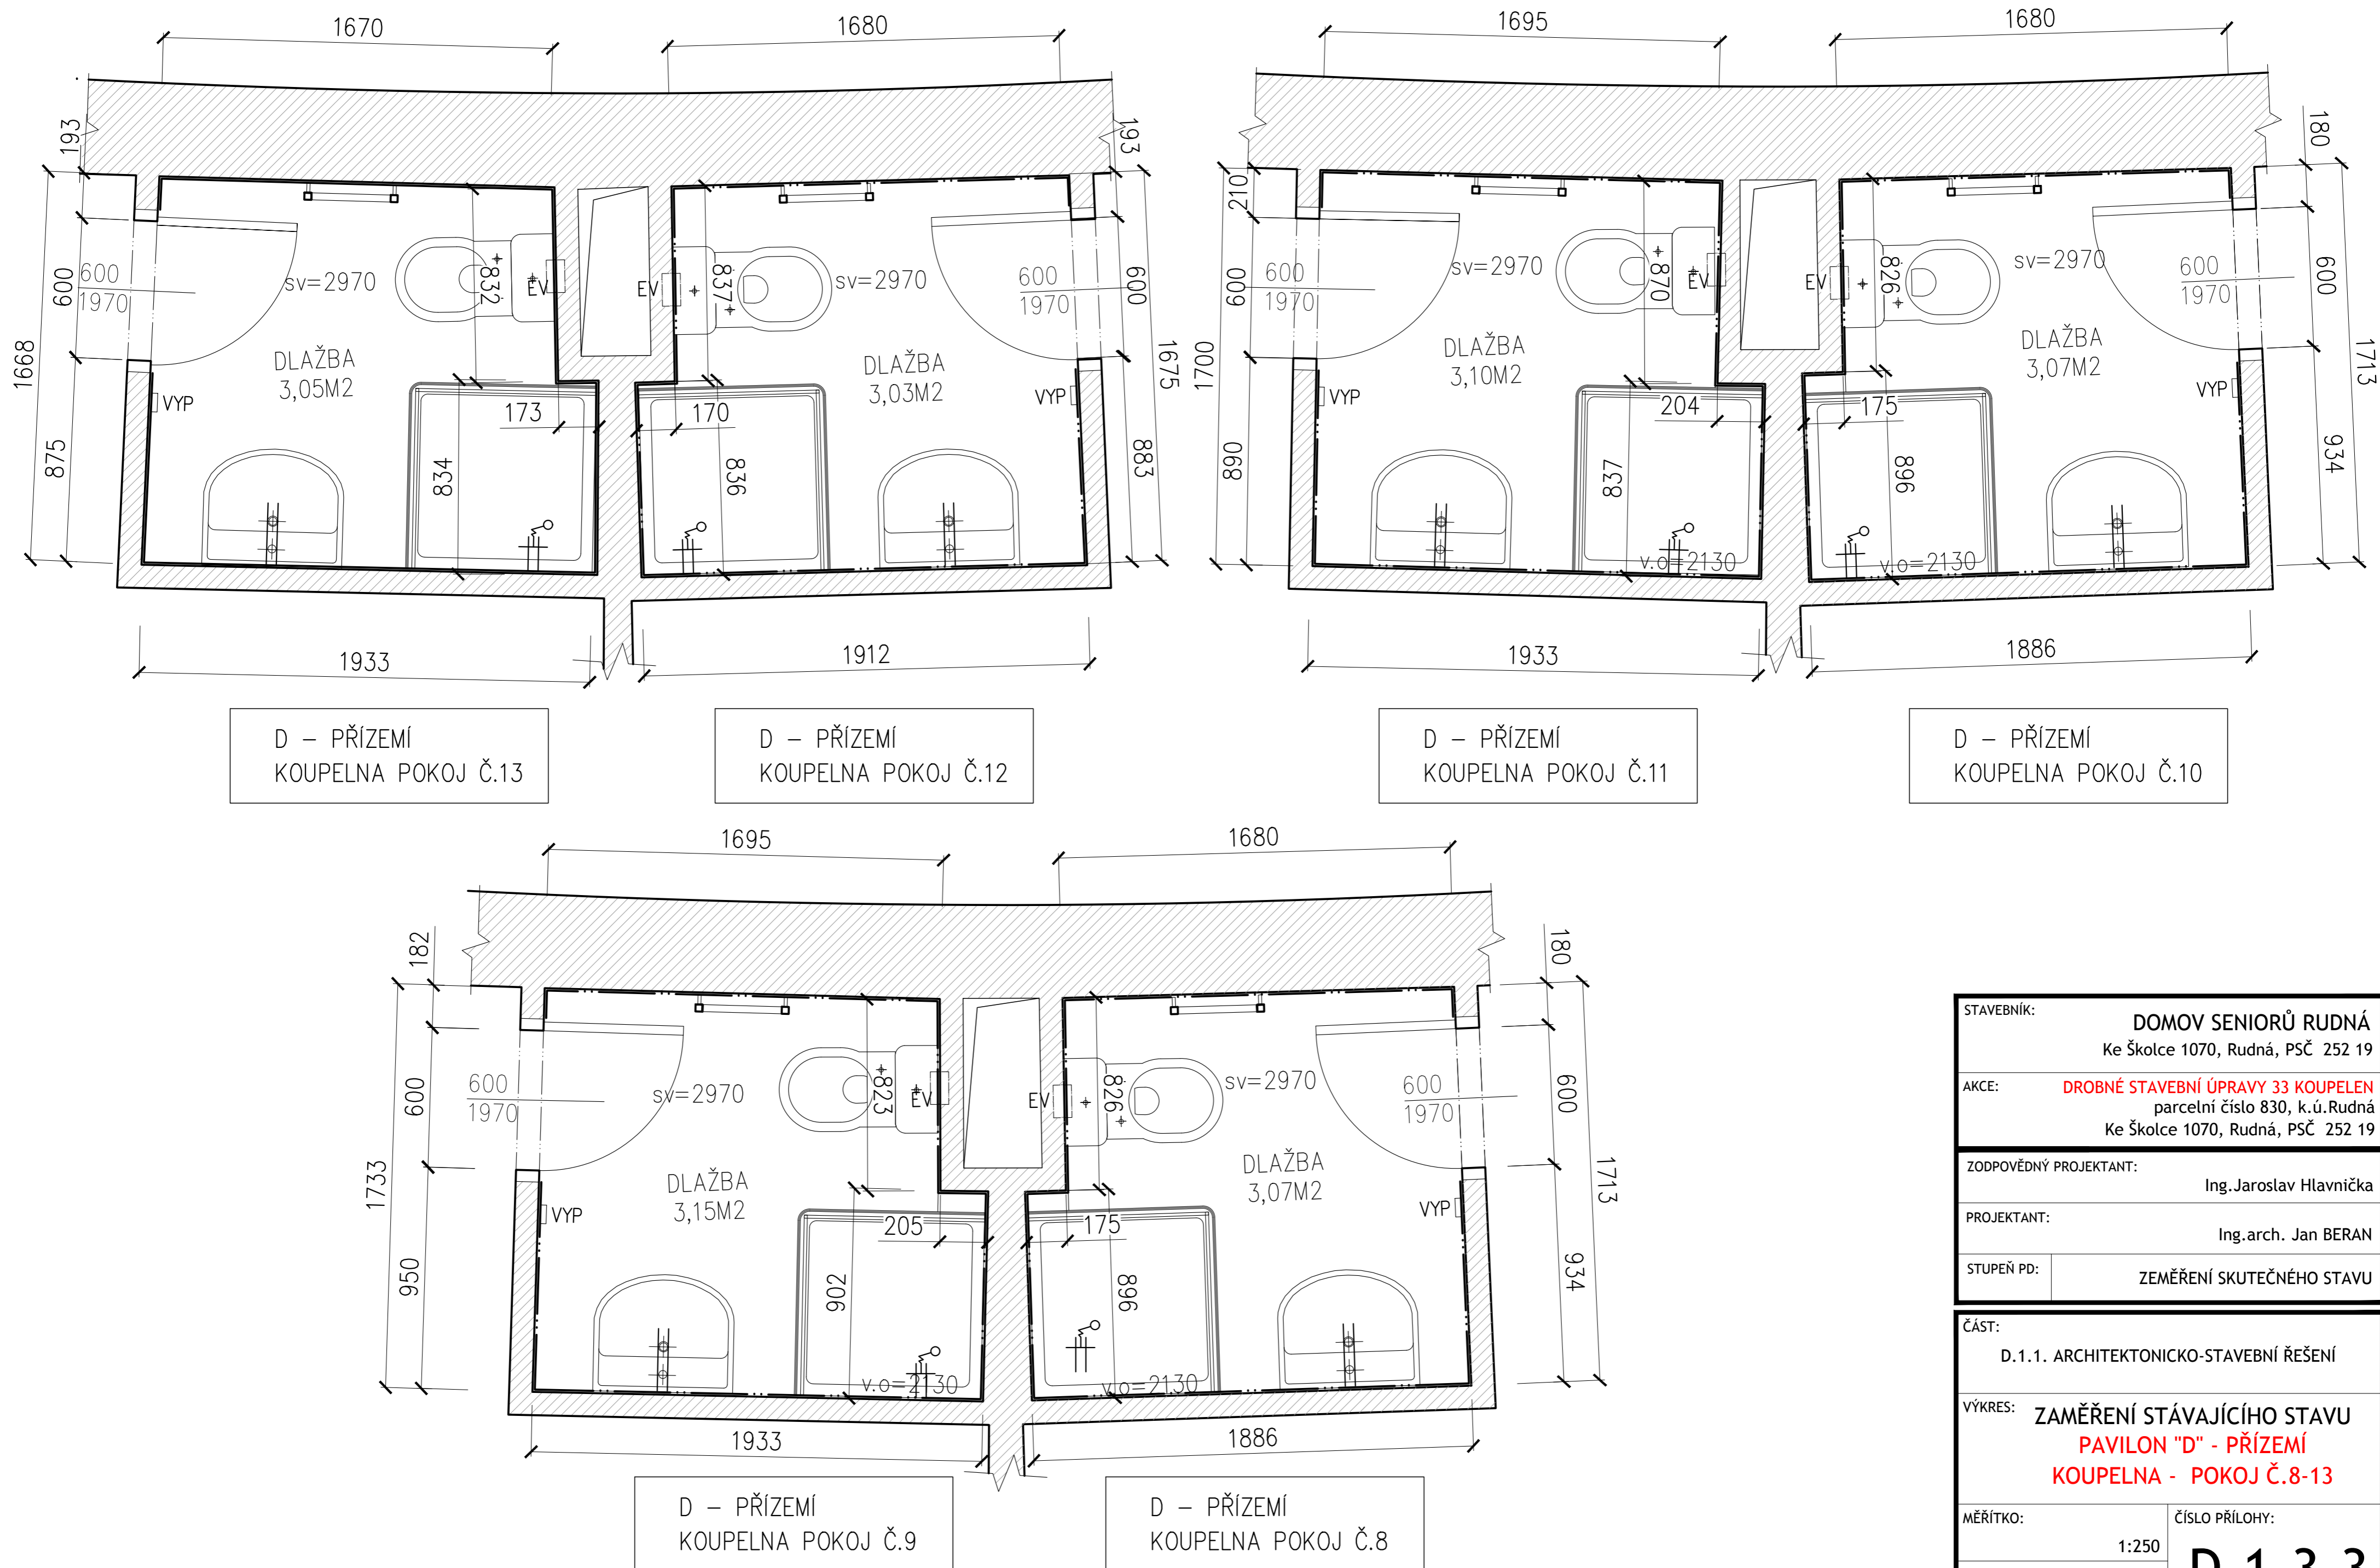 1670
1680
193
193
1668
600
875
600
1970
sv=2970
832
EV
DLAŽBA
3,05M2
VYP
173
834
1933
EV
837
sv=2970
600
1970
DLAŽBA
3,03M2
VYP
170
836
600
1675
883
1912
D – PŘÍZEMÍ
KOUPELNA POKOJ Č.13
D – PŘÍZEMÍ
KOUPELNA POKOJ Č.12
1695
1680
210
180
1700
600
890
600
1970
sv=2970
870
EV
DLAŽBA
3,10M2
VYP
204
837
v.o=2130
1933
EV
826
sv=2970
600
1970
DLAŽBA
3,07M2
VYP
175
896
v.o=2130
600
1713
934
1886
D – PŘÍZEMÍ
KOUPELNA POKOJ Č.11
D – PŘÍZEMÍ
KOUPELNA POKOJ Č.10
1695
1680
182
180
1733
600
950
600
1970
sv=2970
823
EV
DLAŽBA
3,15M2
VYP
205
902
v.o=2130
1933
EV
826
sv=2970
600
1970
DLAŽBA
3,07M2
VYP
175
896
v.o=2130
600
1713
934
1886
D – PŘÍZEMÍ
KOUPELNA POKOJ Č.9
D – PŘÍZEMÍ
KOUPELNA POKOJ Č.8
STAVEBNÍK:
DOMOV SENIORŮ RUDNÁ
Ke Školce 1070, Rudná, PSČ 252 19
AKCE:
DROBNÉ STAVEBNÍ ÚPRAVY 33 KOUPELEN
parcelní číslo 830, k.ú.Rudná
Ke Školce 1070, Rudná, PSČ 252 19
ZODPOVĚDNÝ PROJEKTANT:
Ing.Jaroslav Hlavnička
PROJEKTANT:
Ing.arch. Jan BERAN
STUPEŇ PD:
ZEMĚŘENÍ SKUTEČNÉHO STAVU
ČÁST:
D.1.1. ARCHITEKTONICKO-STAVEBNÍ ŘEŠENÍ
VÝKRES:
ZAMĚŘENÍ STÁVAJÍCÍHO STAVU
PAVILON "D" - PŘÍZEMÍ
KOUPELNA - POKOJ Č.8-13
MĚŘÍTKO:
1:250
ČÍSLO PŘÍLOHY:
D.1.3.3